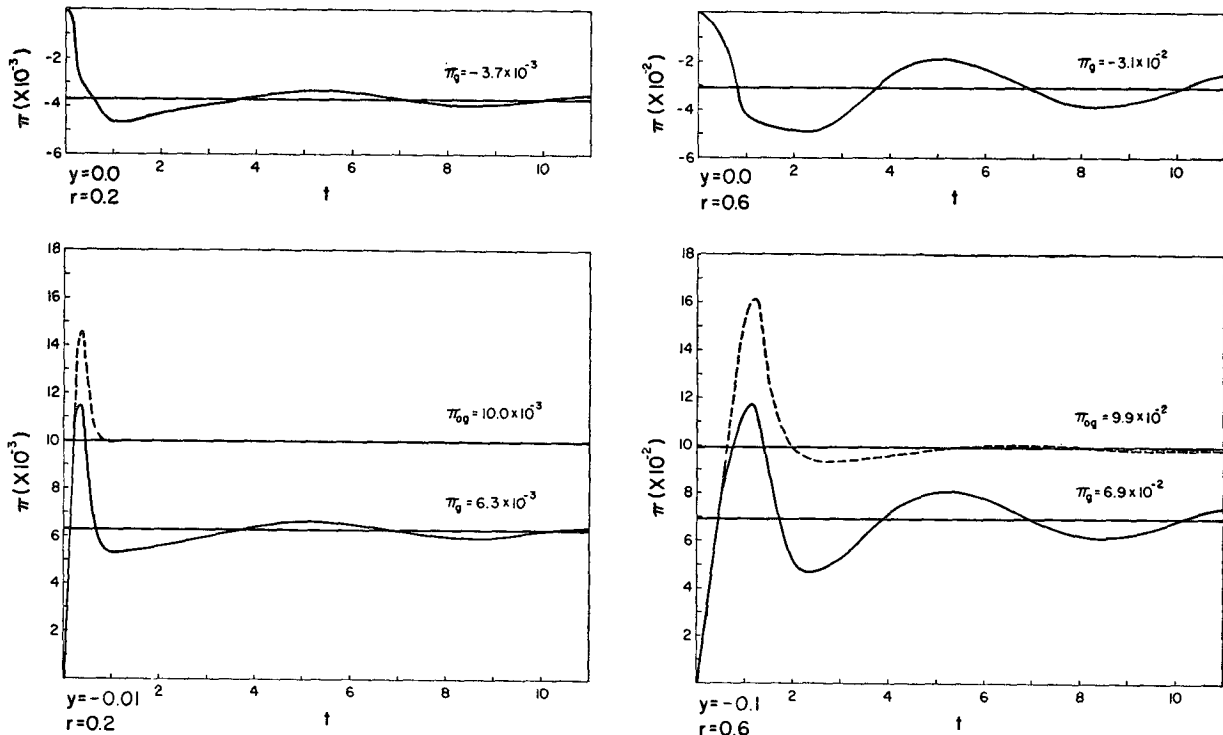 π (X10⁻³)
-2
-4
-6
π_g = -3.7 x 10⁻³
2 4 6 8 10
y=0.0
r=0.2
t
π (X10⁻²)
-2
-4
-6
π_g = -3.1 x 10⁻²
2 4 6 8 10
y=0.0
r=0.6
t
π (X10⁻³)
18
16
14
12
10
8
6
4
2
π_og = 10.0 x 10⁻³
π_g = 6.3 x 10⁻³
2 4 6 8 10
y=-0.01
r=0.2
t
π (X10⁻²)
18
16
14
12
10
8
6
4
2
π_og = 9.9 x 10⁻²
π_g = 6.9 x 10⁻²
2 4 6 8 10
y=-0.1
r=0.6
t